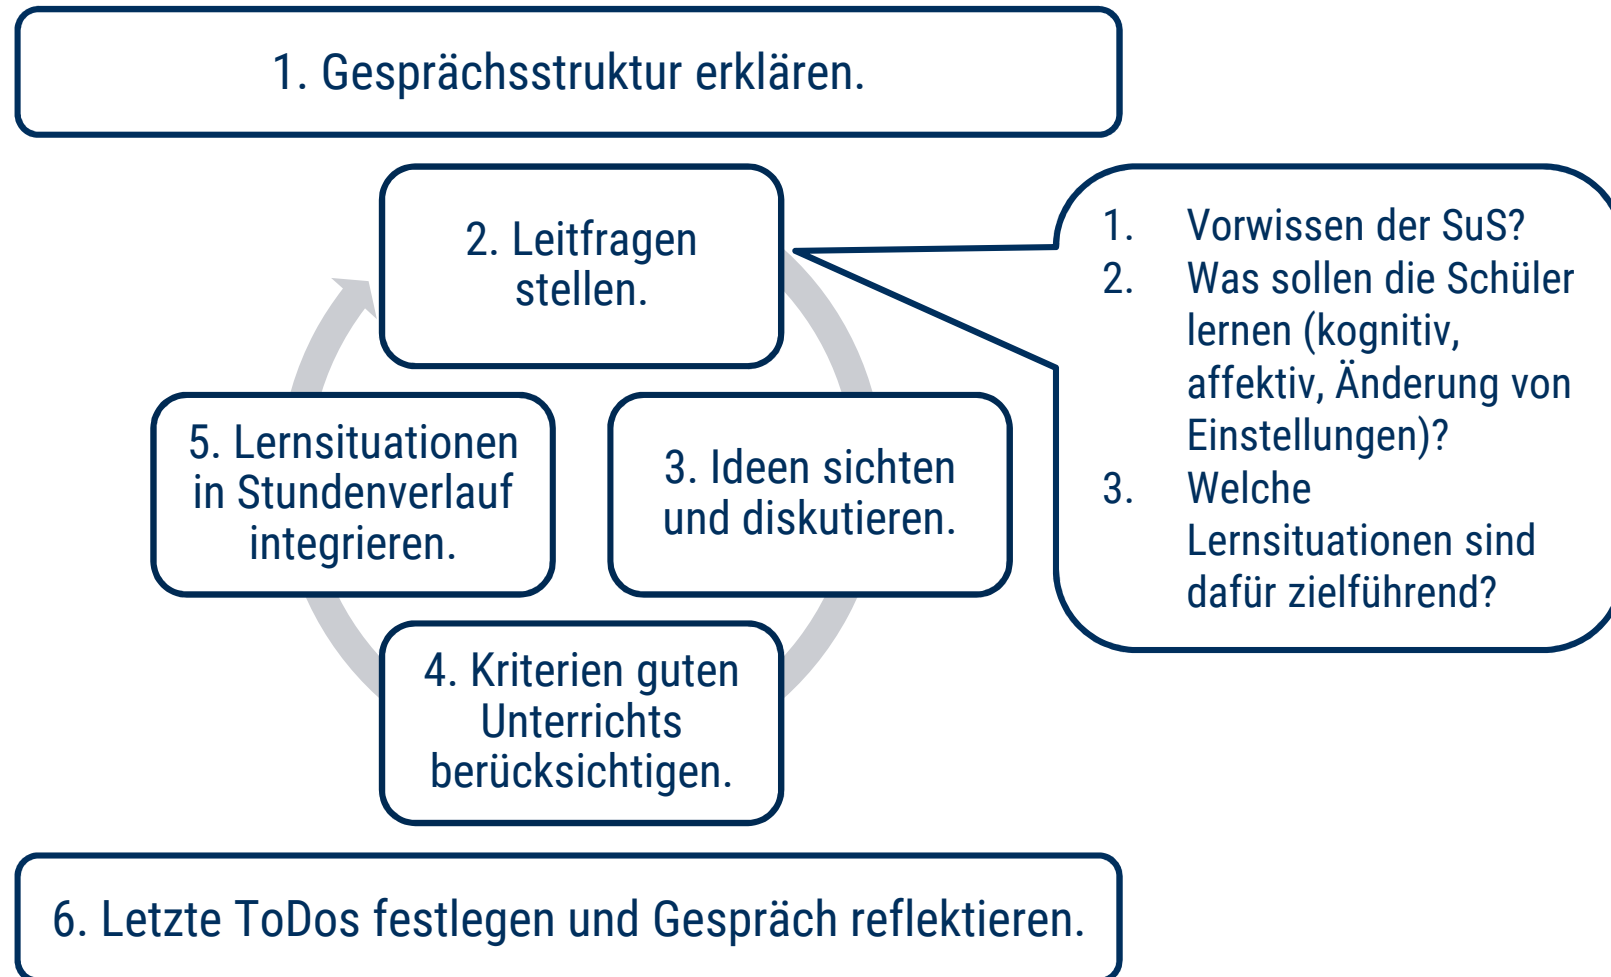 1. Gesprächsstruktur erklären.
2. Leitfragen
stellen.
1. Vorwissen der SuS?
2. Was sollen die Schüler
lernen (kognitiv,
affektiv, Änderung von
Einstellungen)?
3. Welche
Lernsituationen sind
dafür zielführend?
3. Ideen sichten
und diskutieren.
4. Kriterien guten
Unterrichts
berücksichtigen.
5. Lernsituationen
in Stundenverlauf
integrieren.
6. Letzte ToDos festlegen und Gespräch reflektieren.